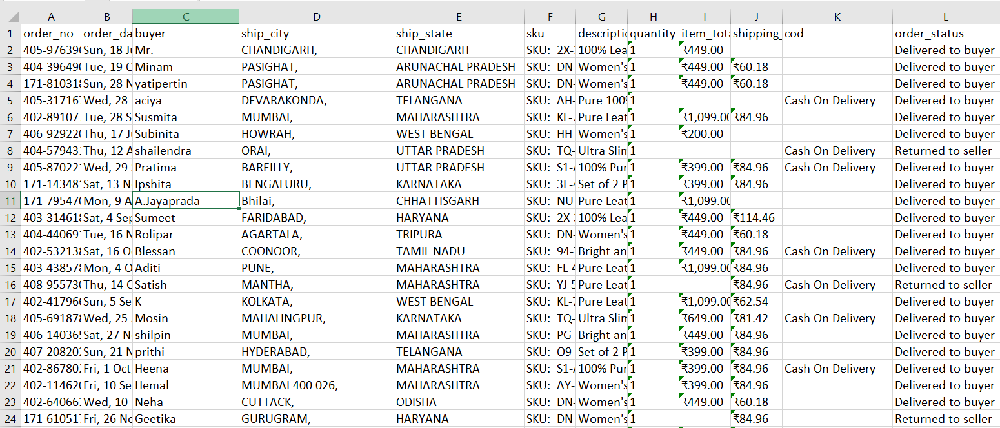 A B C D E F G H I J K L
1 order_no order_da buyer ship_city ship_state sku descriptic quantity item_tota shipping_ cod order_status
2 405-97639 Sun, 18 Ju Mr. CHANDIGARH, CHANDIGARH SKU: 2X- 100% Lea 1 ₹449.00 Delivered to buyer
3 404-39649 Tue, 19 O Minam PASIGHAT, ARUNACHAL PRADESH SKU: DN- Women's 1 ₹449.00 ₹60.18 Delivered to buyer
4 171-81031 Sun, 28 N yatipertin PASIGHAT, ARUNACHAL PRADESH SKU: DN- Women's 1 ₹449.00 ₹60.18 Delivered to buyer
5 405-31716 Wed, 28 aciya DEVARAKONDA, TELANGANA SKU: AH- Pure 100% 1 Cash On Delivery Delivered to buyer
6 402-89107 Tue, 28 S Susmita MUMBAI, MAHARASHTRA SKU: KL-7 Pure Leat 1 ₹1,099.00 ₹84.96 Delivered to buyer
7 406-92922 Thu, 17 Ju Subinita HOWRAH, WEST BENGAL SKU: HH- Women's 1 ₹200.00 Delivered to buyer
8 404-57943 Thu, 12 A shailendra ORAI, UTTAR PRADESH SKU: TQ- Ultra Slim 1 Cash On Delivery Returned to seller
9 405-87022 Wed, 29 Pratima BAREILLY, UTTAR PRADESH SKU: S1-A 100% Pur 1 ₹399.00 ₹84.96 Cash On Delivery Delivered to buyer
10 171-14348 Sat, 13 No Ipshita BENGALURU, KARNATAKA SKU: 3F-4 Set of 2 P 1 ₹399.00 ₹84.96 Delivered to buyer
11 171-79547 Mon, 9 A A.Jayaprada Bhilai, CHHATTISGARH SKU: NU- Pure Leat 1 ₹1,099.00 Delivered to buyer
12 403-31461 Sat, 4 Sep Sumeet FARIDABAD, HARYANA SKU: 2X- 100% Lea 1 ₹449.00 ₹114.46 Delivered to buyer
13 404-44069 Tue, 16 N Rolipar AGARTALA, TRIPURA SKU: DN- Women's 1 ₹449.00 ₹60.18 Delivered to buyer
14 402-53213 Sat, 16 O Blessan COONOOR, TAMIL NADU SKU: 94- Bright an 1 ₹449.00 ₹84.96 Cash On Delivery Delivered to buyer
15 403-43857 Mon, 4 O Aditi PUNE, MAHARASHTRA SKU: FL-4 Pure Leat 1 ₹1,099.00 ₹84.96 Delivered to buyer
16 408-95573 Thu, 14 O Satish MANTHA, MAHARASHTRA SKU: YJ-5 Pure Leat 1 ₹84.96 Cash On Delivery Returned to seller
17 402-41796 Sun, 5 Se K KOLKATA, WEST BENGAL SKU: KL-7 Pure Leat 1 ₹1,099.00 ₹62.54 Delivered to buyer
18 405-69187 Wed, 25 Mosin MAHALINGPUR, KARNATAKA SKU: TQ- Ultra Slim 1 ₹649.00 ₹81.42 Cash On Delivery Delivered to buyer
19 406-14036 Sat, 27 No shilpin MUMBAI, MAHARASHTRA SKU: PG- Bright an 1 ₹449.00 ₹84.96 Delivered to buyer
20 407-20820 Sun, 21 N prithi HYDERABAD, TELANGANA SKU: O9- Set of 2 P 1 ₹399.00 ₹84.96 Delivered to buyer
21 402-86780 Fri, 1 Oct, Heena MUMBAI, MAHARASHTRA SKU: S1-A 100% Pur 1 ₹399.00 ₹84.96 Cash On Delivery Delivered to buyer
22 402-11462 Fri, 10 Se Hemal MUMBAI 400 026, MAHARASHTRA SKU: AY- Women's 1 ₹399.00 ₹84.96 Delivered to buyer
23 402-64066 Wed, 10 Neha CUTTACK, ODISHA SKU: DN- Women's 1 ₹449.00 ₹60.18 Delivered to buyer
24 171-61051 Fri, 26 No Geetika GURUGRAM, HARYANA SKU: DN- Women's 1 ₹84.96 Returned to seller